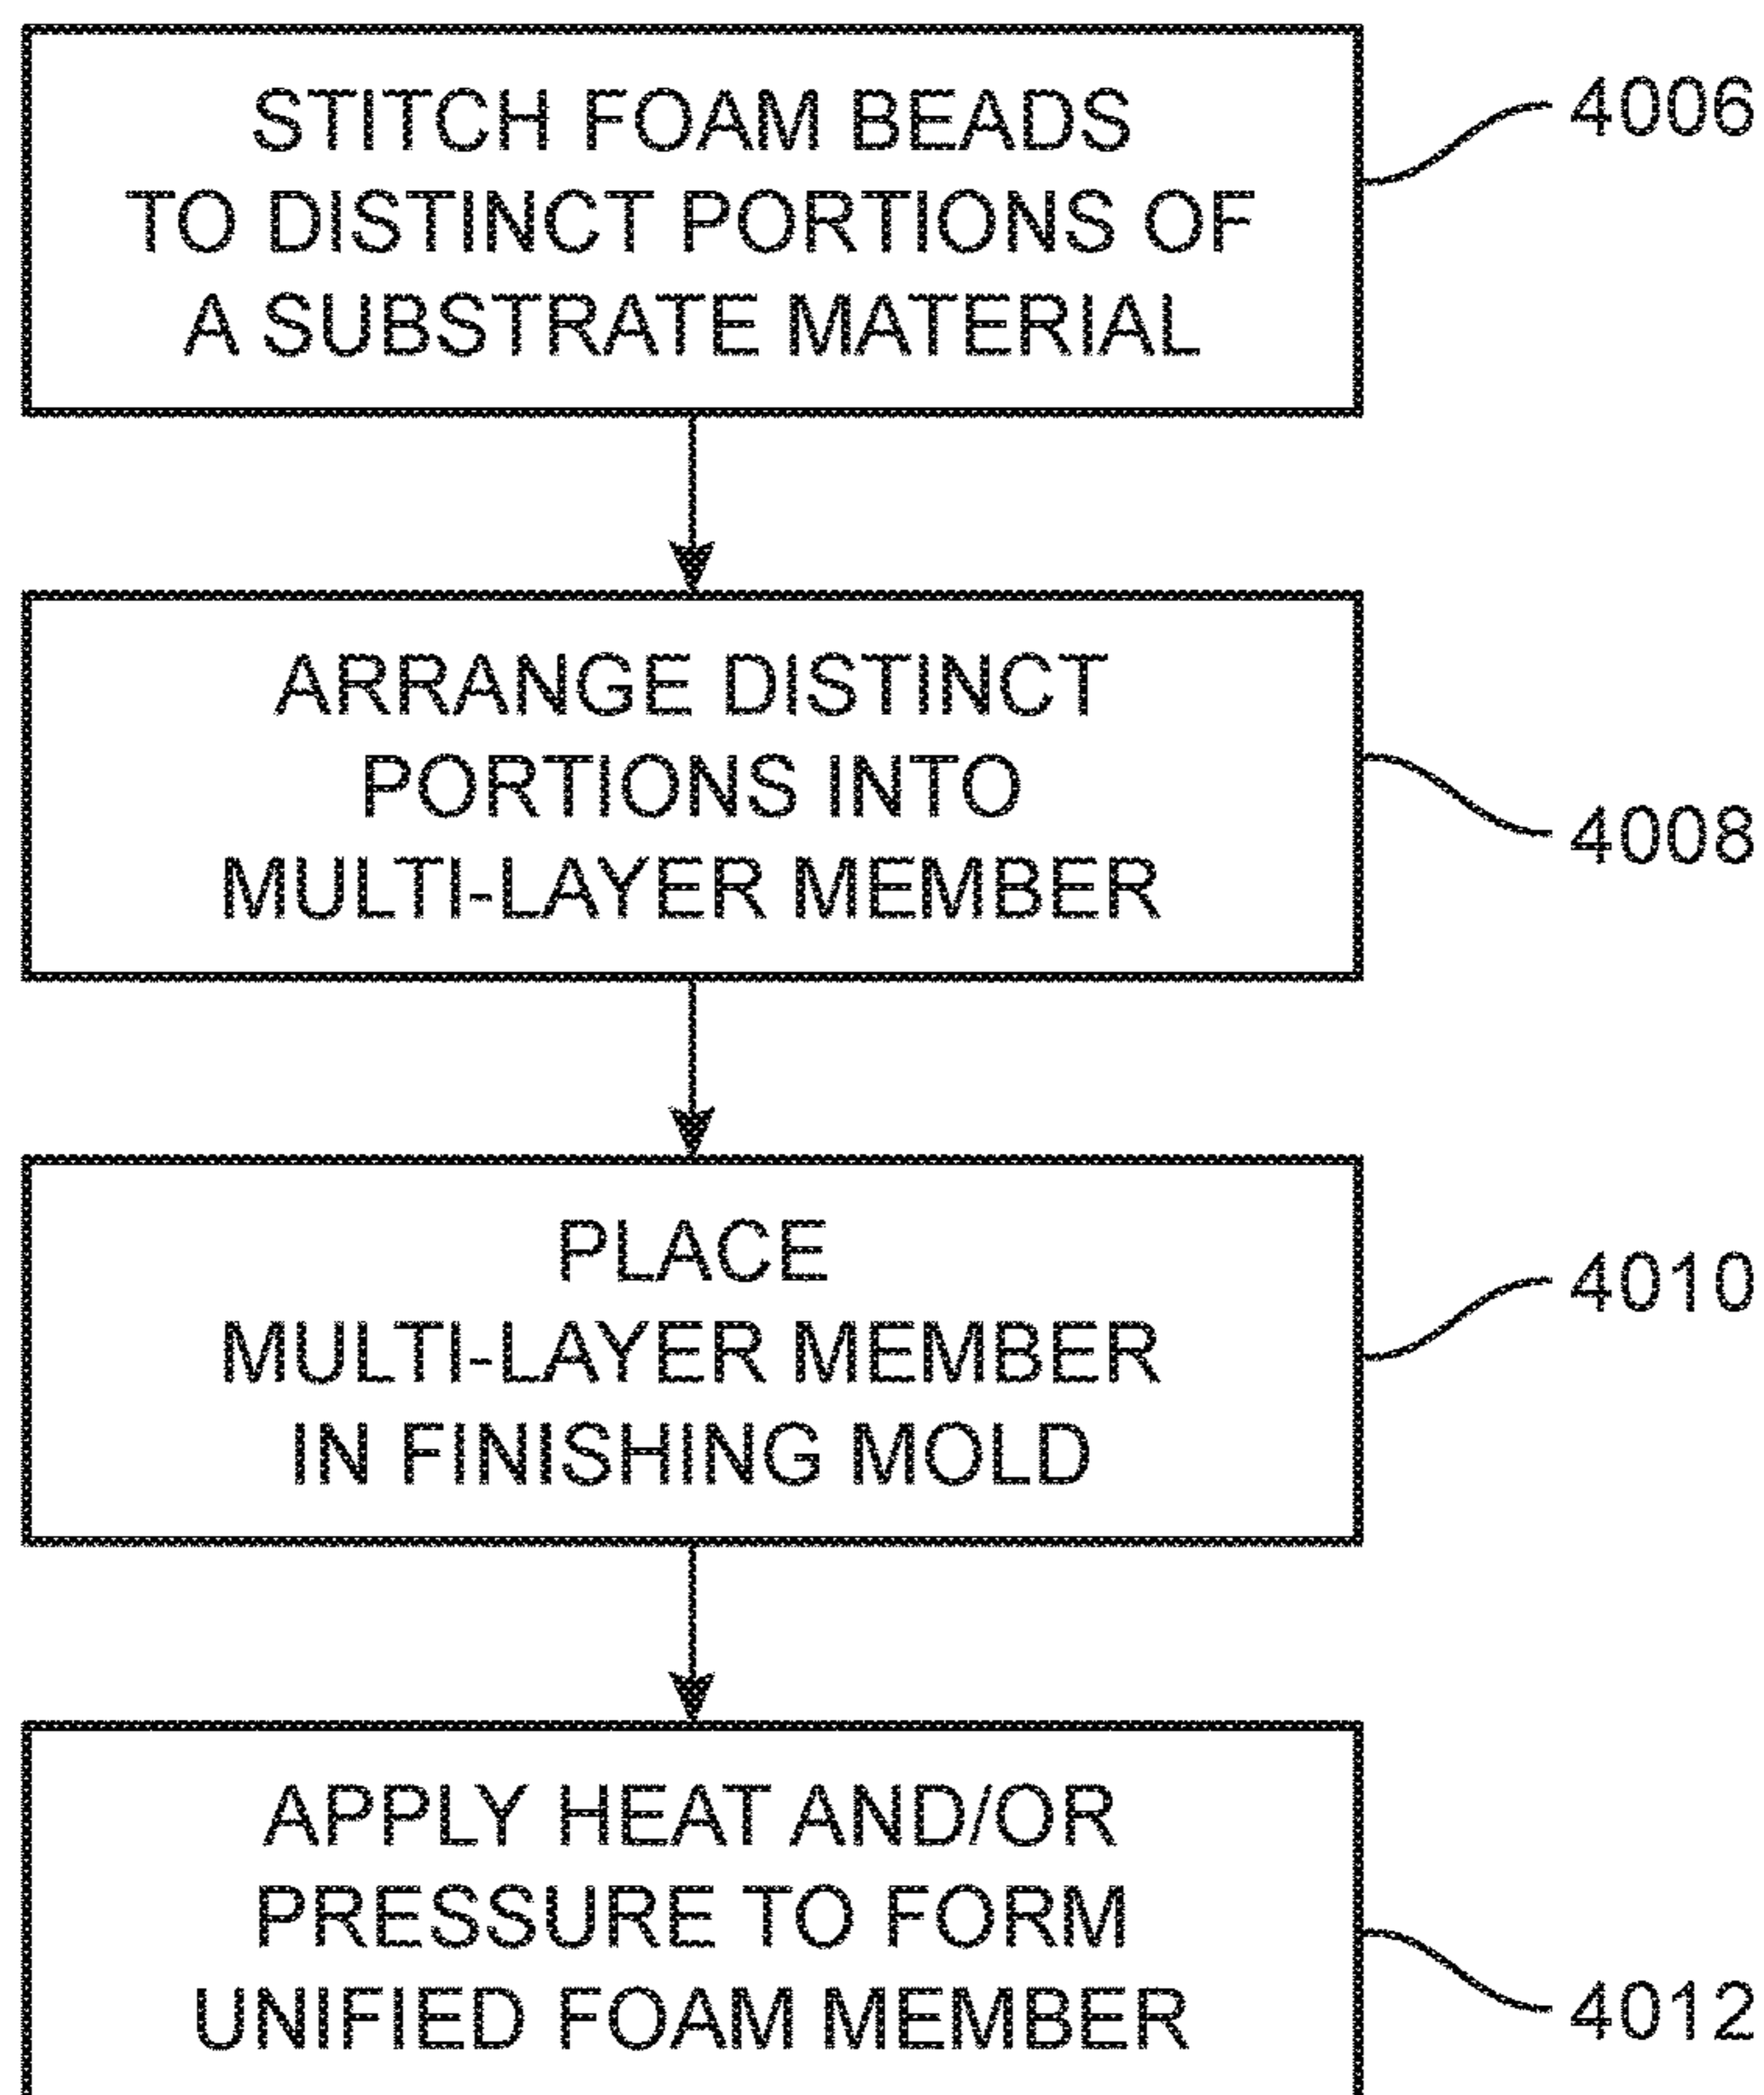 STITCH FOAM BEADS
TO DISTINCT PORTIONS OF
A SUBSTRATE MATERIAL
4006
ARRANGE DISTINCT
PORTIONS INTO
MULTI-LAYER MEMBER
4008
PLACE
MULTI-LAYER MEMBER
IN FINISHING MOLD
4010
APPLY HEAT AND/OR
PRESSURE TO FORM
UNIFIED FOAM MEMBER
4012